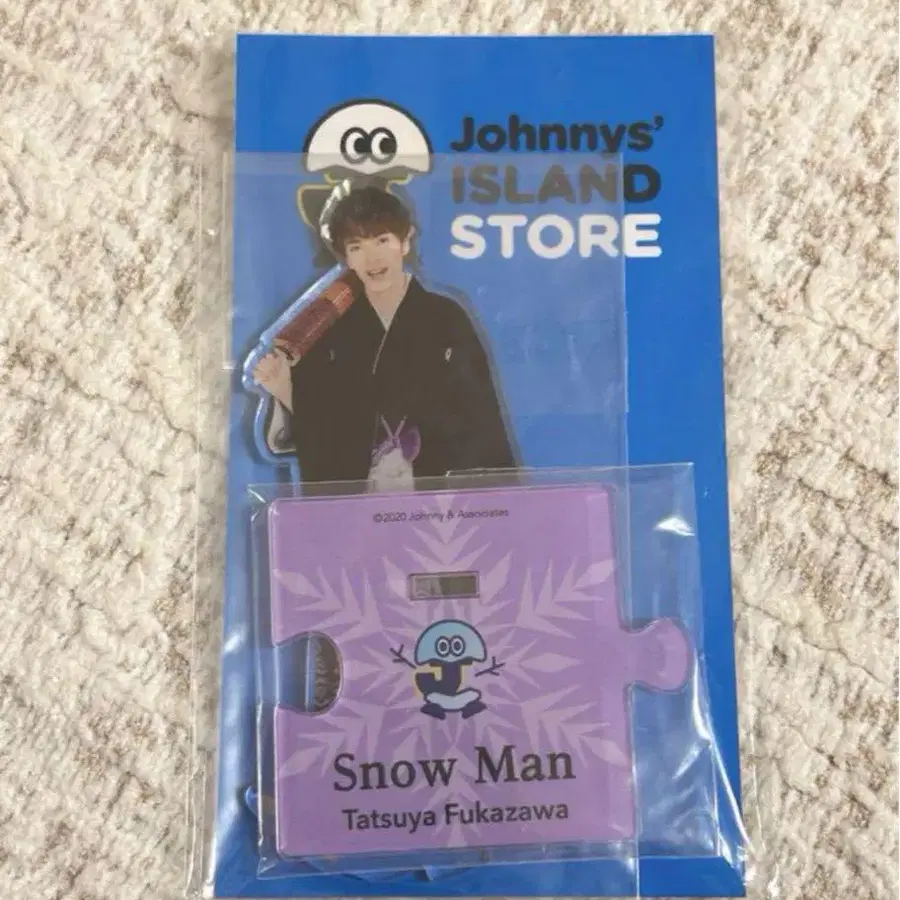 Johnnys'
ISLAND
STORE
©2020 Johnny & Associates
J
Snow Man
Tatsuya Fukazawa